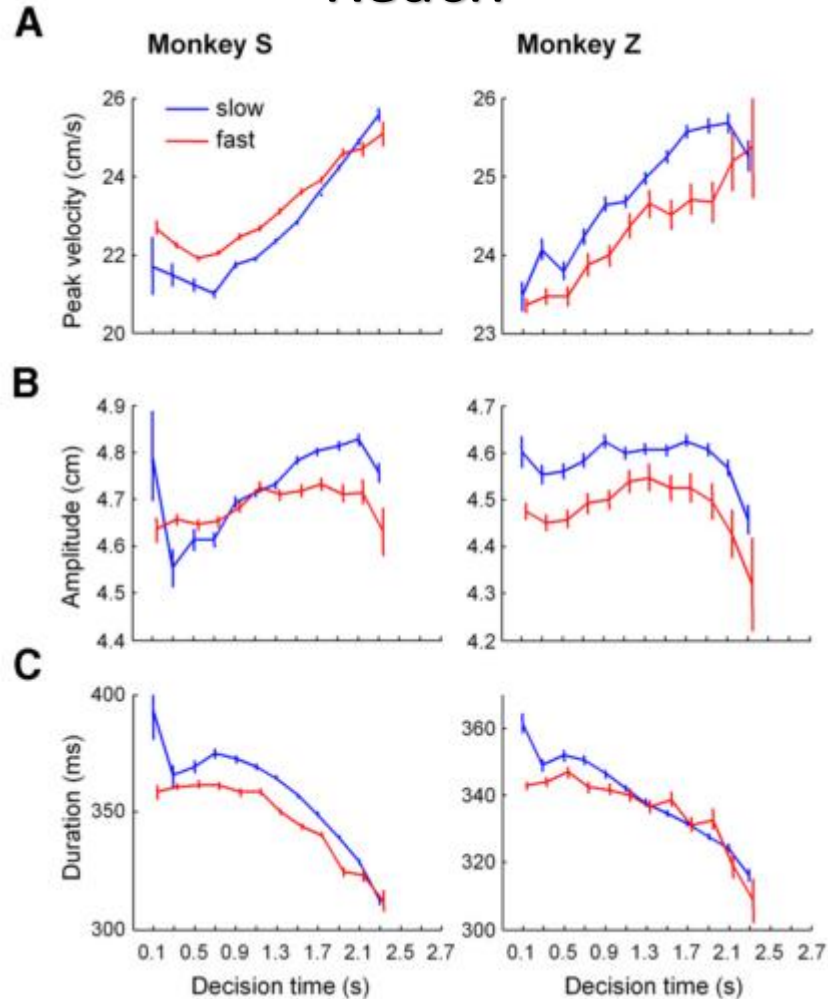 A
Monkey S
Monkey Z
slow
fast
Peak velocity (cm/s)
26
24
22
20
26
25
24
23
B
Amplitude (cm)
4.9
4.8
4.7
4.6
4.5
4.4
4.7
4.6
4.5
4.4
4.3
4.2
C
Duration (ms)
400
350
300
360
340
320
300
0.1 0.5 0.9 1.3 1.7 2.1 2.5 2.7
0.1 0.5 0.9 1.3 1.7 2.1 2.5 2.7
Decision time (s)
Decision time (s)